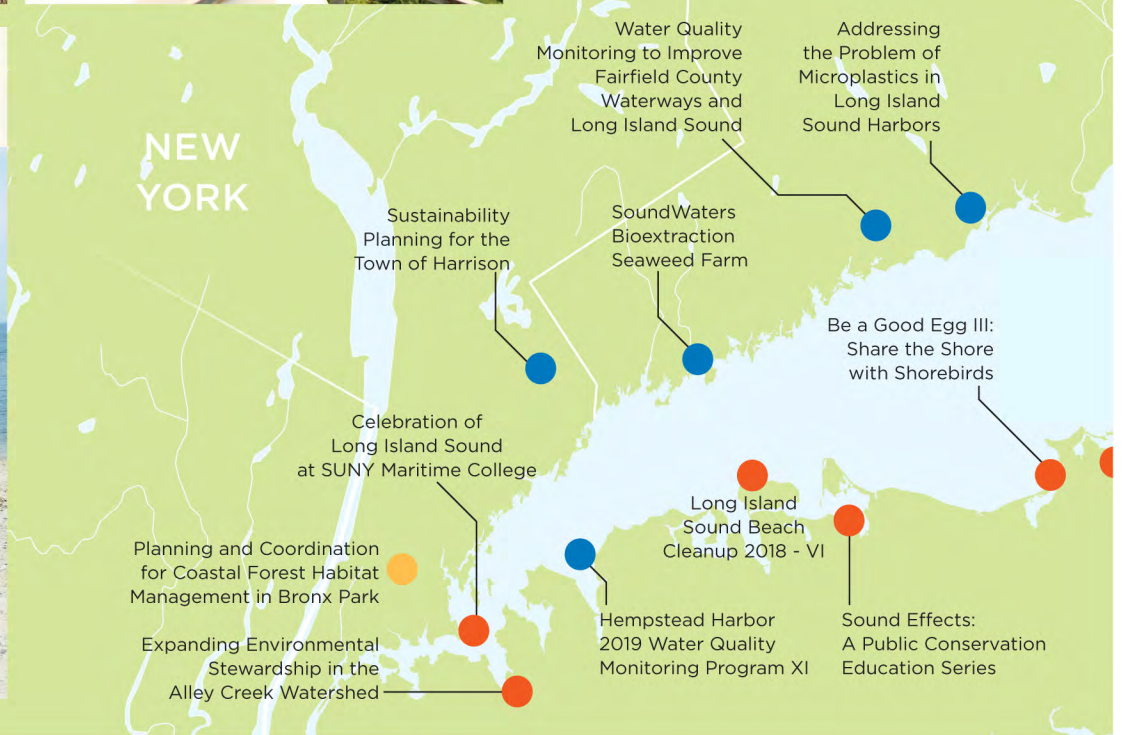 Water Quality
Monitoring to Improve
Fairfield County
Waterways and
Long Island Sound
Addressing
the Problem of
Microplastics in
Long Island
Sound Harbors
NEW
YORK
Sustainability
Planning for the
Town of Harrison
SoundWaters
Bioextraction
Seaweed Farm
Be a Good Egg III:
Share the Shore
with Shorebirds
Celebration of
Long Island Sound
at SUNY Maritime College
Long Island
Sound Beach
Cleanup 2018 - VI
Planning and Coordination
for Coastal Forest Habitat
Management in Bronx Park
Hempstead Harbor
2019 Water Quality
Monitoring Program XI
Sound Effects:
A Public Conservation
Education Series
Expanding Environmental
Stewardship in the
Alley Creek Watershed